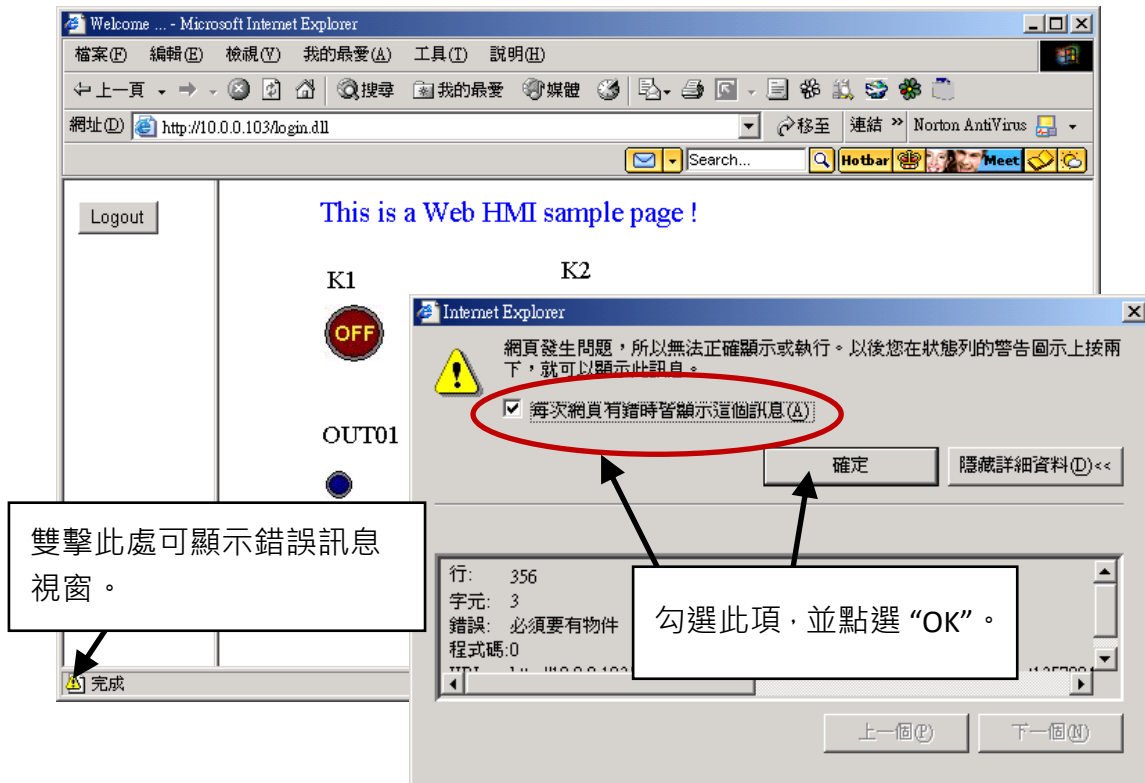 Welcome ... - Microsoft Internet Explorer
檔案(F) 編輯(E) 檢視(V) 我的最愛(A) 工具(T) 說明(H)
上一頁 搜尋 我的最愛 媒體
網址(D) http://10.0.0.103/login.dll 移至 連結 » Norton AntiVirus
Search... Hotbar Meet
Logout
This is a Web HMI sample page !
K1
K2
OFF
OUT01
Internet Explorer
網頁發生問題，所以無法正確顯示或執行。以後您在狀態列的警告圖示上按兩
下，就可以顯示此訊息。
每次網頁有錯時皆顯示這個訊息(A)
確定 隱藏詳細資料(D)<<
雙擊此處可顯示錯誤訊息
視窗。
行: 356
字元: 3
錯誤: 必須要有物件
程式碼:0
勾選此項，並點選 “OK”。
完成
上一個(P) 下一個(N)